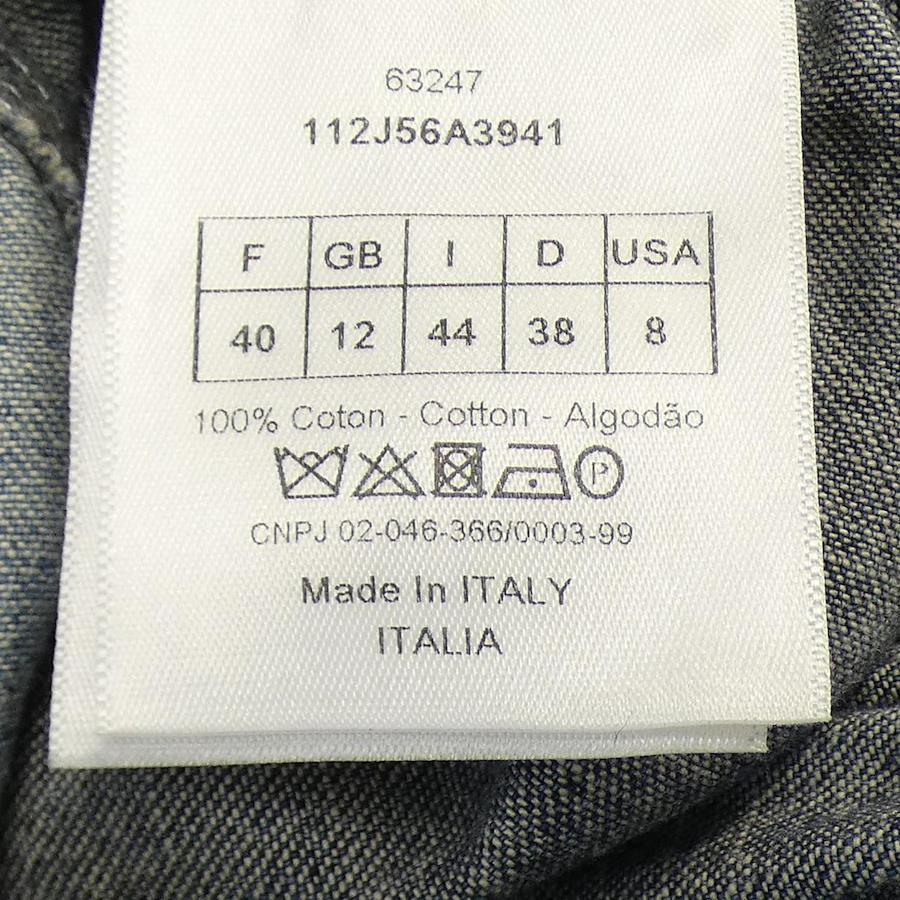 63247
112J56A3941
F GB I D USA
40 12 44 38 8
100% Coton - Cotton - Algodão
P
CNPJ 02-046-366/0003-99
Made In ITALY
ITALIA